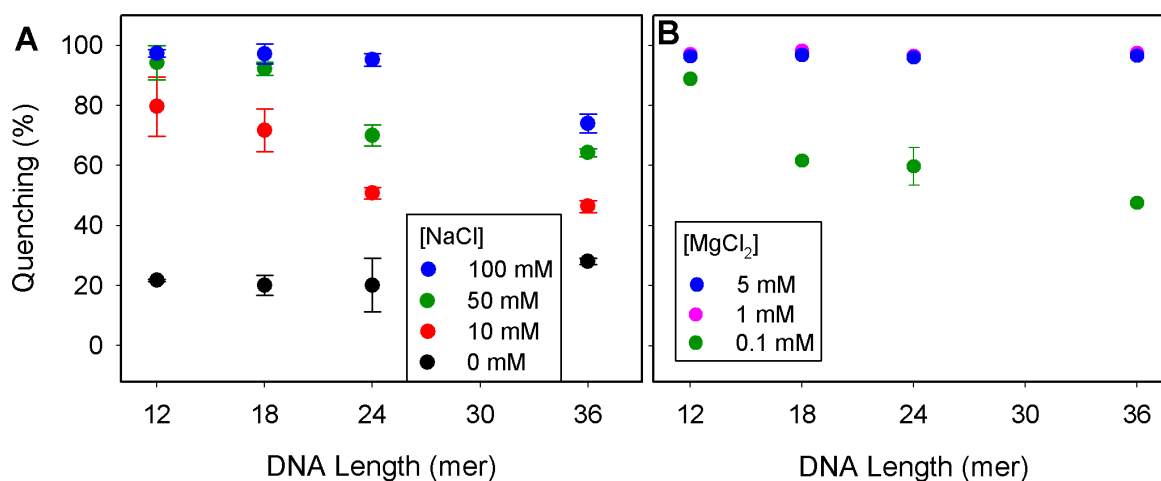 A
B
Quenching (%)
100
80
60
40
20
0
[NaCl]
100 mM
50 mM
10 mM
0 mM
[MgCl₂]
5 mM
1 mM
0.1 mM
12 18 24 30 36
12 18 24 30 36
DNA Length (mer)
DNA Length (mer)